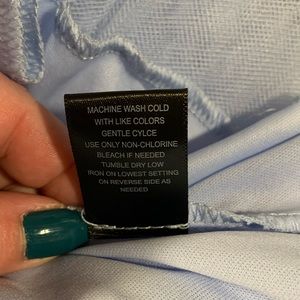 MACHINE WASH COLD
WITH LIKE COLORS
GENTLE CYLCE
USE ONLY NON-CHLORINE
BLEACH IF NEEDED
TUMBLE DRY LOW
IRON ON LOWEST SETTING
ON REVERSE SIDE AS
NEEDED